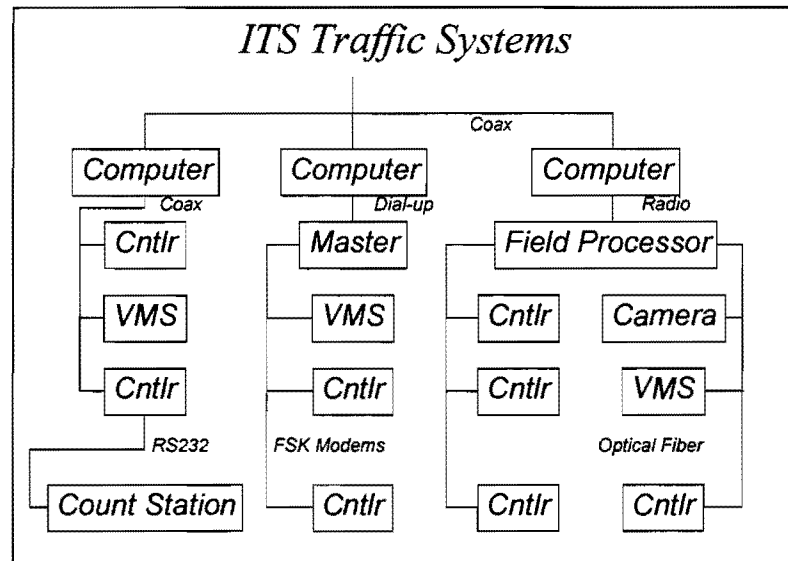 ITS Traffic Systems
Coax
Computer Computer Computer
Coax Dial-up Radio
Cntlr Master Field Processor
VMS VMS Cntlr Camera
Cntlr Cntlr Cntlr VMS
RS232 FSK Modems Optical Fiber
Count Station Cntlr Cntlr Cntlr